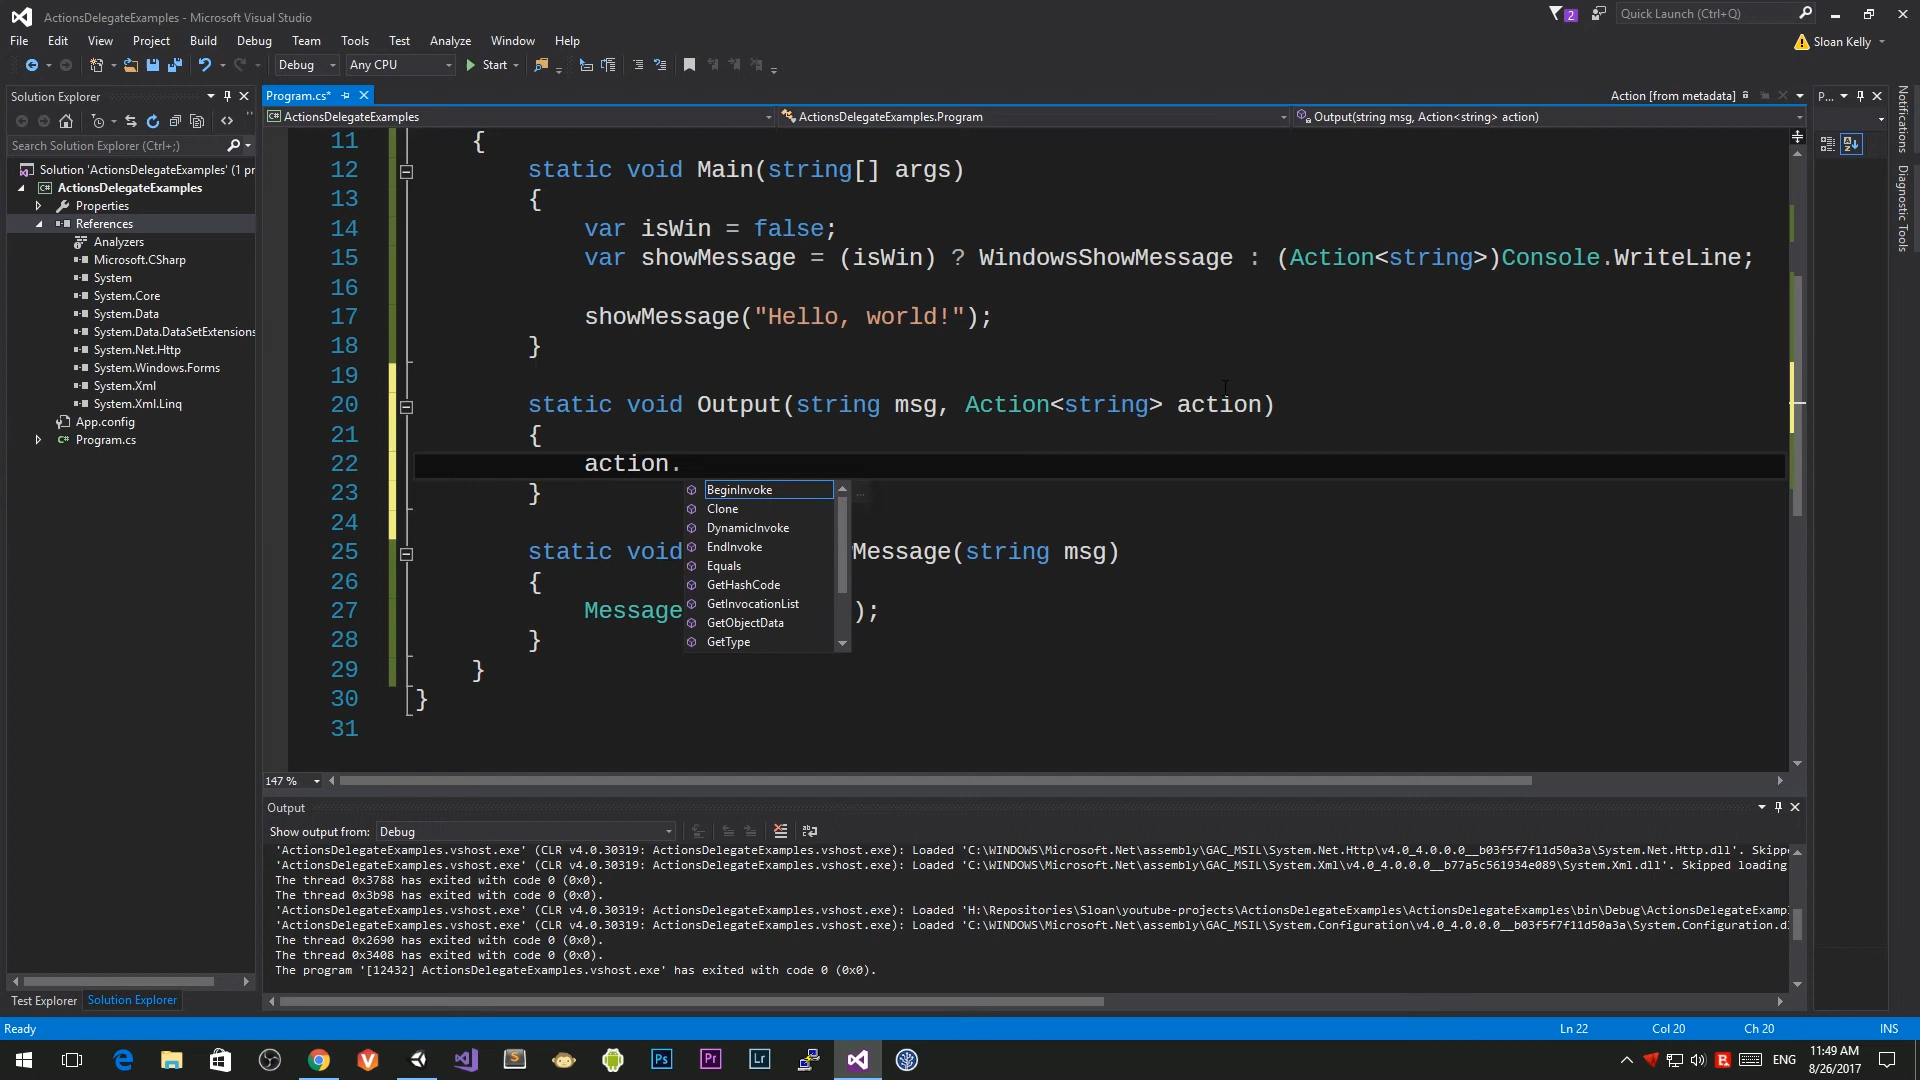 ActionsDelegateExamples - Microsoft Visual Studio
2
Quick Launch (Ctrl+Q)
File Edit View Project Build Debug Team Tools Test Analyze Window Help
Sloan Kelly
Debug Any CPU Start
Solution Explorer
Program.cs*
Action [from metadata]
P...
ActionsDelegateExamples
ActionsDelegateExamples.Program
Output(string msg, Action<string> action)
Search Solution Explorer (Ctrl+;)
Solution 'ActionsDelegateExamples' (1 pr
ActionsDelegateExamples
Properties
References
Analyzers
Microsoft.CSharp
System
System.Core
System.Data
System.Data.DataSetExtensions
System.Net.Http
System.Windows.Forms
System.Xml
System.Xml.Linq
App.config
Program.cs
11 {
12 static void Main(string[] args)
13 {
14 var isWin = false;
15 var showMessage = (isWin) ? WindowsShowMessage : (Action<string>)Console.WriteLine;
16
17 showMessage("Hello, world!");
18 }
19
20 static void Output(string msg, Action<string> action)
21 {
22 action.
23 }
24
25 static void Message(string msg)
26 {
27 Message );
28 }
29 }
30 }
31
BeginInvoke
Clone
DynamicInvoke
EndInvoke
Equals
GetHashCode
GetInvocationList
GetObjectData
GetType
147 %
Notifications
Diagnostic Tools
Output
Show output from: Debug
'ActionsDelegateExamples.vshost.exe' (CLR v4.0.30319: ActionsDelegateExamples.vshost.exe): Loaded 'C:\WINDOWS\Microsoft.Net\assembly\GAC_MSIL\System.Net.Http\v4.0_4.0.0.0__b03f5f7f11d50a3a\System.Net.Http.dll'. Skippe
'ActionsDelegateExamples.vshost.exe' (CLR v4.0.30319: ActionsDelegateExamples.vshost.exe): Loaded 'C:\WINDOWS\Microsoft.Net\assembly\GAC_MSIL\System.Xml\v4.0_4.0.0.0__b77a5c561934e089\System.Xml.dll'. Skipped loading
The thread 0x3788 has exited with code 0 (0x0).
The thread 0x3b98 has exited with code 0 (0x0).
'ActionsDelegateExamples.vshost.exe' (CLR v4.0.30319: ActionsDelegateExamples.vshost.exe): Loaded 'H:\Repositories\Sloan\youtube-projects\ActionsDelegateExamples\ActionsDelegateExamples\bin\Debug\ActionsDelegateExampl
'ActionsDelegateExamples.vshost.exe' (CLR v4.0.30319: ActionsDelegateExamples.vshost.exe): Loaded 'C:\WINDOWS\Microsoft.Net\assembly\GAC_MSIL\System.Configuration\v4.0_4.0.0.0__b03f5f7f11d50a3a\System.Configuration.d
The thread 0x2690 has exited with code 0 (0x0).
The thread 0x3408 has exited with code 0 (0x0).
The program '[12432] ActionsDelegateExamples.vshost.exe' has exited with code 0 (0x0).
Test Explorer Solution Explorer
Ready
Ln 22 Col 20 Ch 20 INS
Ps Pr Lr
ENG
11:49 AM
8/26/2017